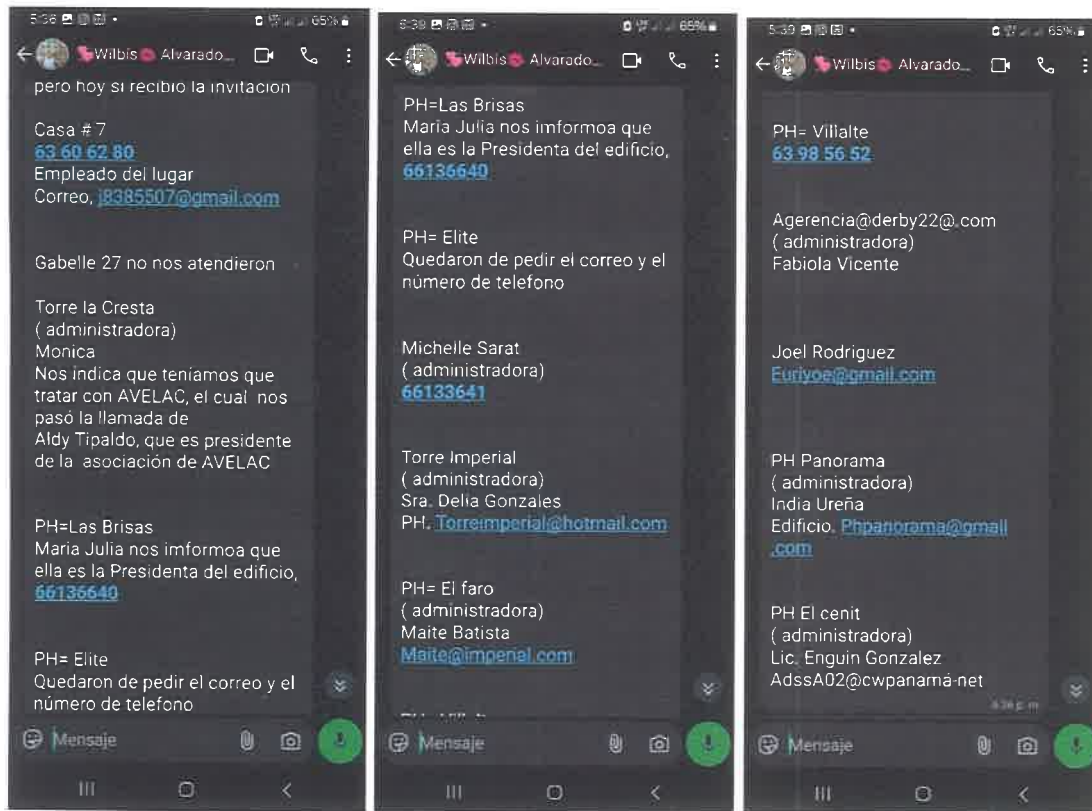 5:36
65%
Wilbis Alvarado...
pero hoy si recibio la invitacion
Casa # 7
63 60 62 80
Empleado del lugar
Correo, j8385507@gmail.com
Gabelle 27 no nos atendieron
Torre la Cresta
( administradora)
Monica
Nos indica que teníamos que
tratar con AVELAC, el cual nos
pasó la llamada de
Aldy Tipaldo, que es presidente
de la asociación de AVELAC
PH=Las Brisas
Maria Julia nos imformoa que
ella es la Presidenta del edificio,
66136640
PH= Elite
Quedaron de pedir el correo y el
número de telefono
Mensaje
5:39
65%
Wilbis Alvarado...
PH=Las Brisas
Maria Julia nos imformoa que
ella es la Presidenta del edificio,
66136640
PH= Elite
Quedaron de pedir el correo y el
número de telefono
Michelle Sarat
( administradora)
66133641
Torre Imperial
( administradora)
Sra. Delia Gonzales
PH. Torreimperial@hotmail.com
PH= El faro
( administradora)
Maite Batista
Maite@imperial.com
Mensaje
5:39
65%
Wilbis Alvarado...
PH= Villalte
63 98 56 52
Agerencia@derby22@.com
( administradora)
Fabiola Vicente
Joel Rodriguez
Euriyoe@gmail.com
PH Panorama
( administradora)
India Ureña
Edificio. Phpanorama@gmail
.com
PH El cenit
( administradora)
Lic. Enguin Gonzalez
AdssA02@cwpanamá-net
Mensaje